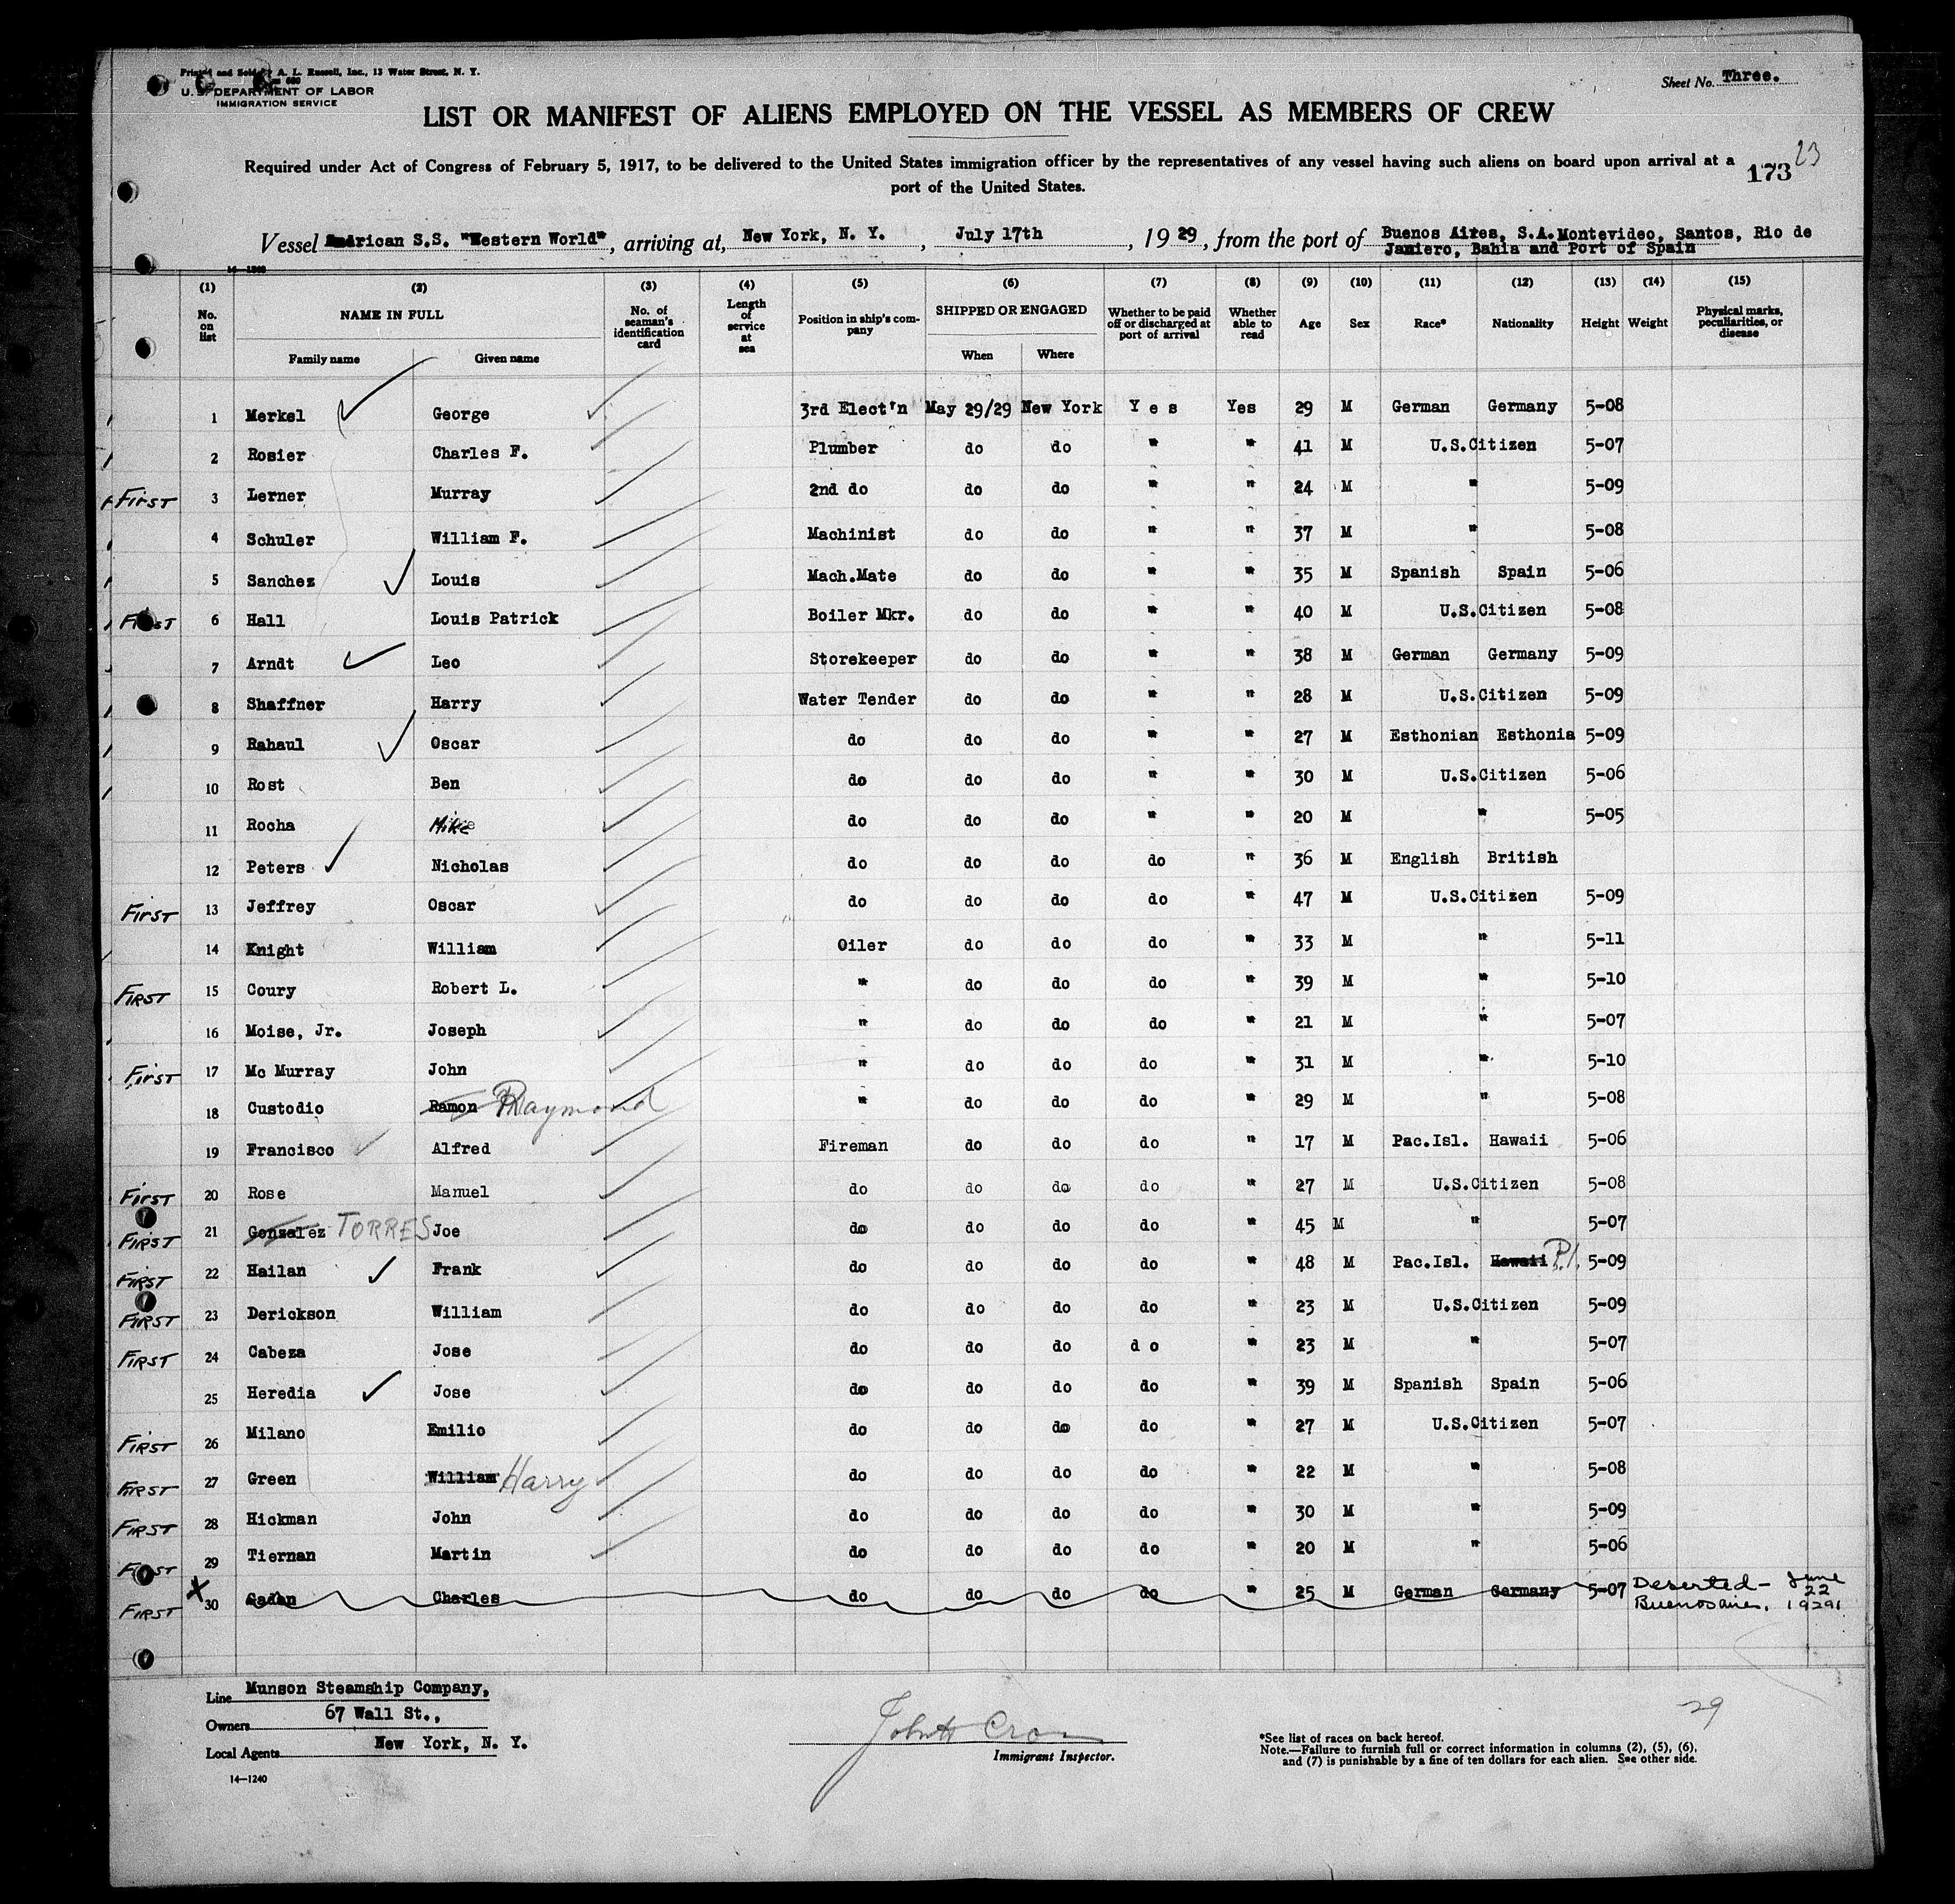 Printed and Sold by A. L. Russell, Inc., 13 Water Street, N. Y.
U. S. DEPARTMENT OF LABOR
IMMIGRATION SERVICE
Sheet No. Three.
LIST OR MANIFEST OF ALIENS EMPLOYED ON THE VESSEL AS MEMBERS OF CREW
Required under Act of Congress of February 5, 1917, to be delivered to the United States immigration officer by the representatives of any vessel having such aliens on board upon arrival at a
port of the United States.
173 23
Vessel American S.S. "Western World", arriving at, New York, N. Y., July 17th, 1929, from the port of Buenos Aires, S.A. Montevideo, Santos, Rio de
Janiero, Bahia and Port of Spain
(1) (2) (3) (4) (5) (6) (7) (8) (9) (10) (11) (12) (13) (14) (15)
No. on list NAME IN FULL No. of seaman's identification card Length of service at sea Position in ship's company SHIPPED OR ENGAGED Whether to be paid off or discharged at port of arrival Whether able to read Age Sex Race* Nationality Height Weight Physical marks, peculiarities, or disease
Family name Given name When Where
1 Merkel George 3rd Elect'n May 29/29 New York Yes Yes 29 M German Germany 5-08
2 Rosier Charles F. Plumber do do " " 41 M U.S.Citizen 5-07
First 3 Lerner Murray 2nd do do do " " 24 M " 5-09
4 Schuler William F. Machinist do do " " 37 M " 5-08
5 Sanchez Louis Mach.Mate do do " " 35 M Spanish Spain 5-06
First 6 Hall Louis Patrick Boiler Mkr. do do " " 40 M U.S.Citizen 5-08
7 Arndt Leo Storekeeper do do " " 38 M German Germany 5-09
8 Shaffner Harry Water Tender do do " " 28 M U.S.Citizen 5-09
9 Rahaul Oscar do do do " " 27 M Esthonian Esthonia 5-09
10 Rost Ben do do do " " 30 M U.S.Citizen 5-06
11 Rocha Mike do do do " " 20 M " 5-05
12 Peters Nicholas do do do do " 36 M English British
First 13 Jeffrey Oscar do do do do " 47 M U.S.Citizen 5-09
14 Knight William Oiler do do do " 33 M " 5-11
First 15 Coury Robert L. " do do do " 39 M " 5-10
16 Moise, Jr. Joseph " do do do " 21 M " 5-07
First 17 Mc Murray John " do do do " 31 M " 5-10
18 Custodio Ramon Raymond " do do do " 29 M " 5-08
19 Francisco Alfred Fireman do do do " 17 M Pac.Isl. Hawaii 5-06
First 20 Rose Manuel do do do do " 27 M U.S.Citizen 5-08
First 21 Gonzalez TORRES Joe do do do do " 45 M " 5-07
First 22 Hailan Frank do do do do " 48 M Pac.Isl. Hawaii P.I. 5-09
First 23 Derickson William do do do do " 23 M U.S.Citizen 5-09
First 24 Cabeza Jose do do do do " 23 M " 5-07
25 Heredia Jose do do do do " 39 M Spanish Spain 5-06
First 26 Milano Emilio do do do do " 27 M U.S.Citizen 5-07
First 27 Green William Harry do do do do " 22 M " 5-08
First 28 Hickman John do do do do " 30 M " 5-09
First 29 Tiernan Martin do do do do " 20 M " 5-06
First X 30 Gadan Charles do do do do " 25 M German Germany 5-07 Deserted - June 22
Buenos aires, 1929
Line Munson Steamship Company,
Owners 67 Wall St.,
Local Agents New York, N. Y.
14—1240
Immigrant Inspector.
29
*See list of races on back hereof.
Note.—Failure to furnish full or correct information in columns (2), (5), (6),
and (7) is punishable by a fine of ten dollars for each alien. See other side.